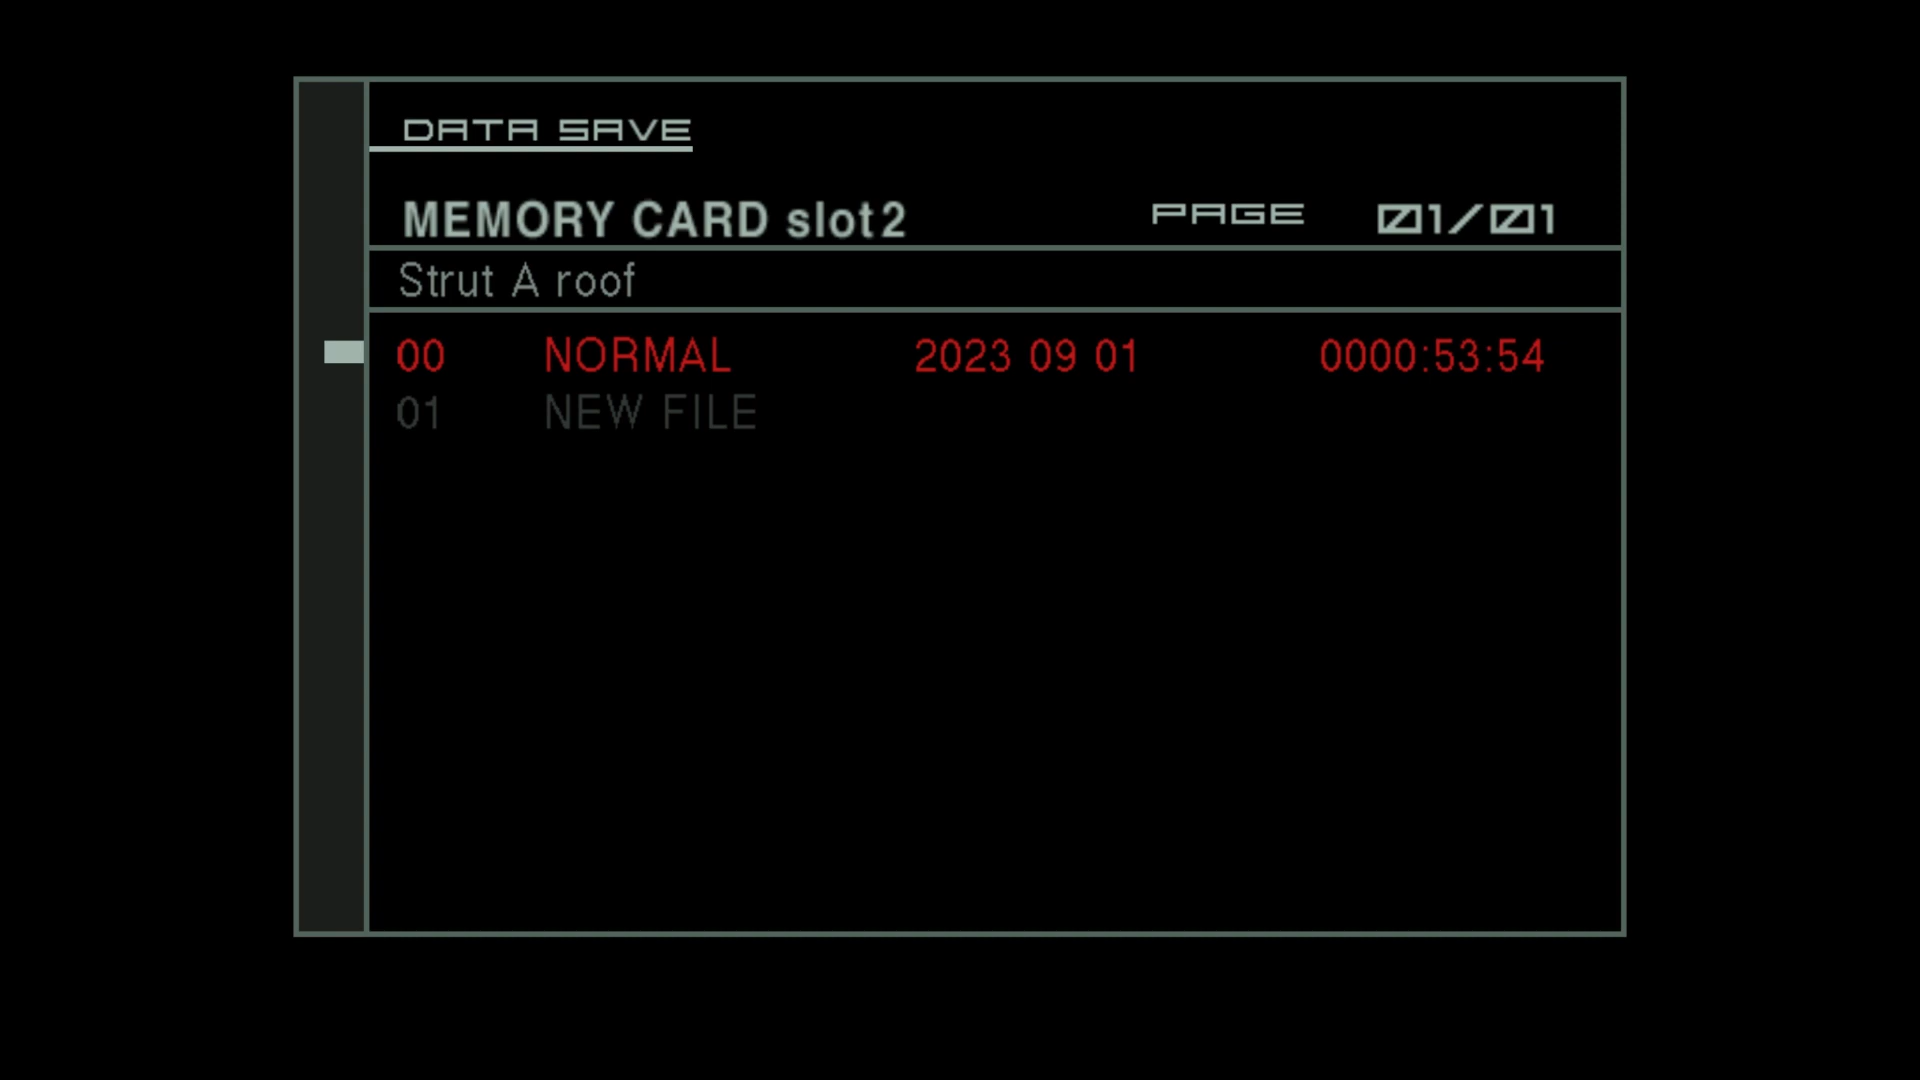 DATA SAVE
MEMORY CARD slot2 PAGE 01/01
Strut A roof
00 NORMAL 2023 09 01 0000:53:54
01 NEW FILE